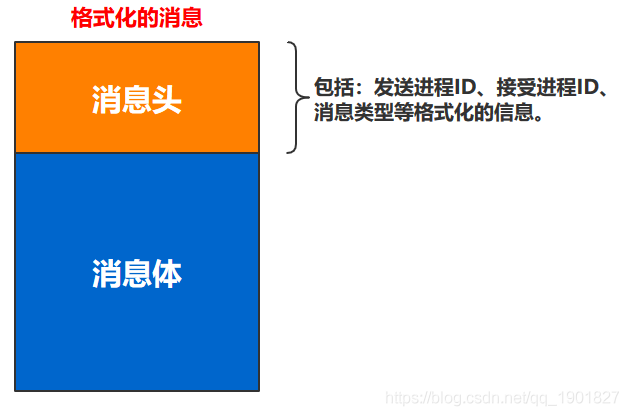 格式化的消息
消息头
包括：发送进程ID、接受进程ID、
消息类型等格式化的信息。
消息体
https://blog.csdn.net/qq_1901827